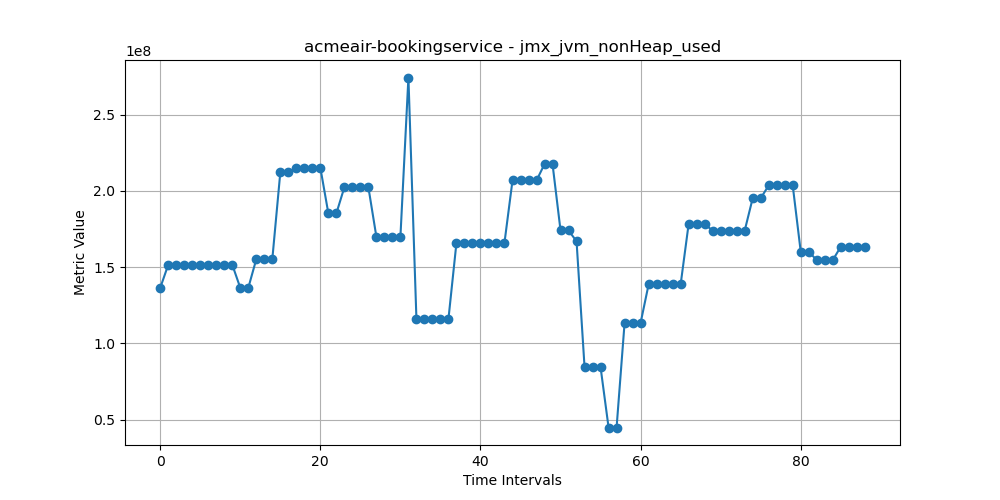 acmeair-bookingservice - jmx_jvm_nonHeap_used
1e8
2.5
2.0
1.5
1.0
0.5
Metric Value
0 20 40 60 80
Time Intervals